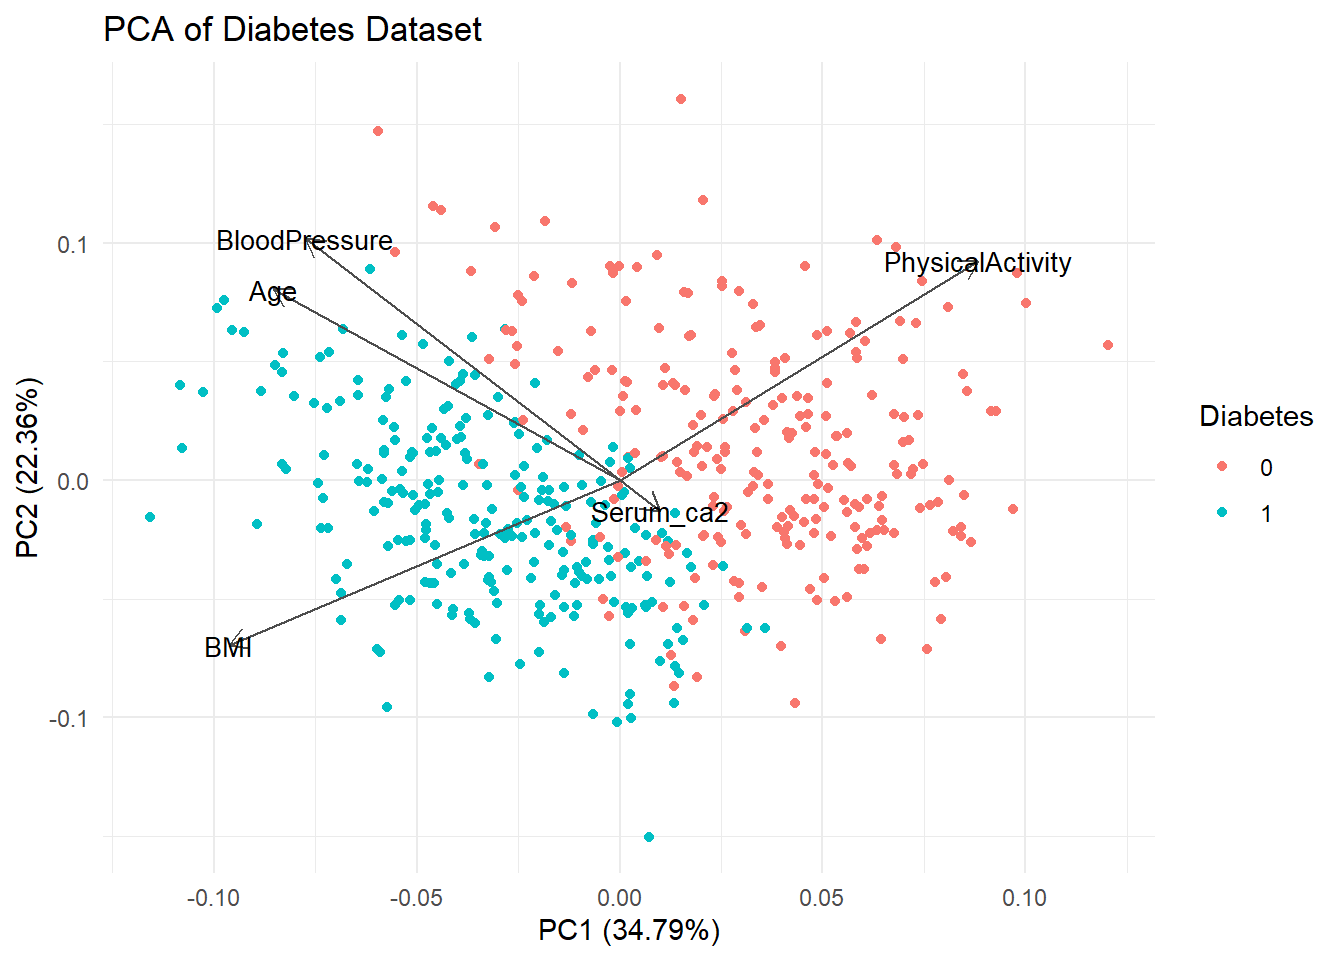 PCA of Diabetes Dataset
PC2 (22.36%)
0.1
0.0
-0.1
BloodPressure
Age
PhysicalActivity
Serum_ca2
BMI
-0.10
-0.05
0.00
0.05
0.10
PC1 (34.79%)
Diabetes
0
1